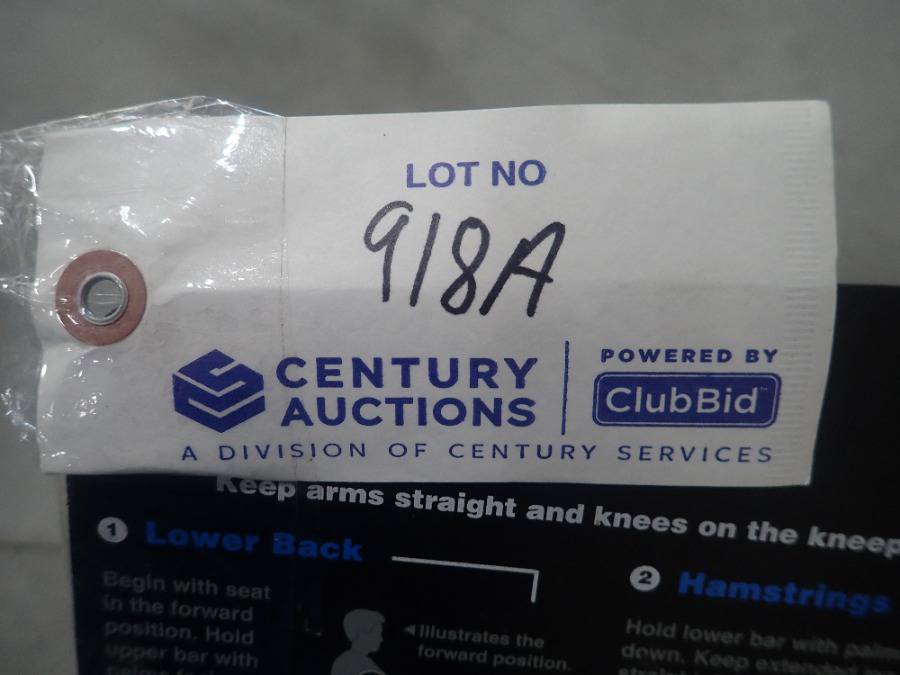 LOT NO
918A
CENTURY
AUCTIONS
POWERED BY
ClubBid™
A DIVISION OF CENTURY SERVICES
Keep arms straight and knees on the kneep
1 Lower Back
Begin with seat
in the forward
position. Hold
upper bar with
Illustrates the
forward position.
2 Hamstrings
Hold lower bar with palm
down. Keep extended